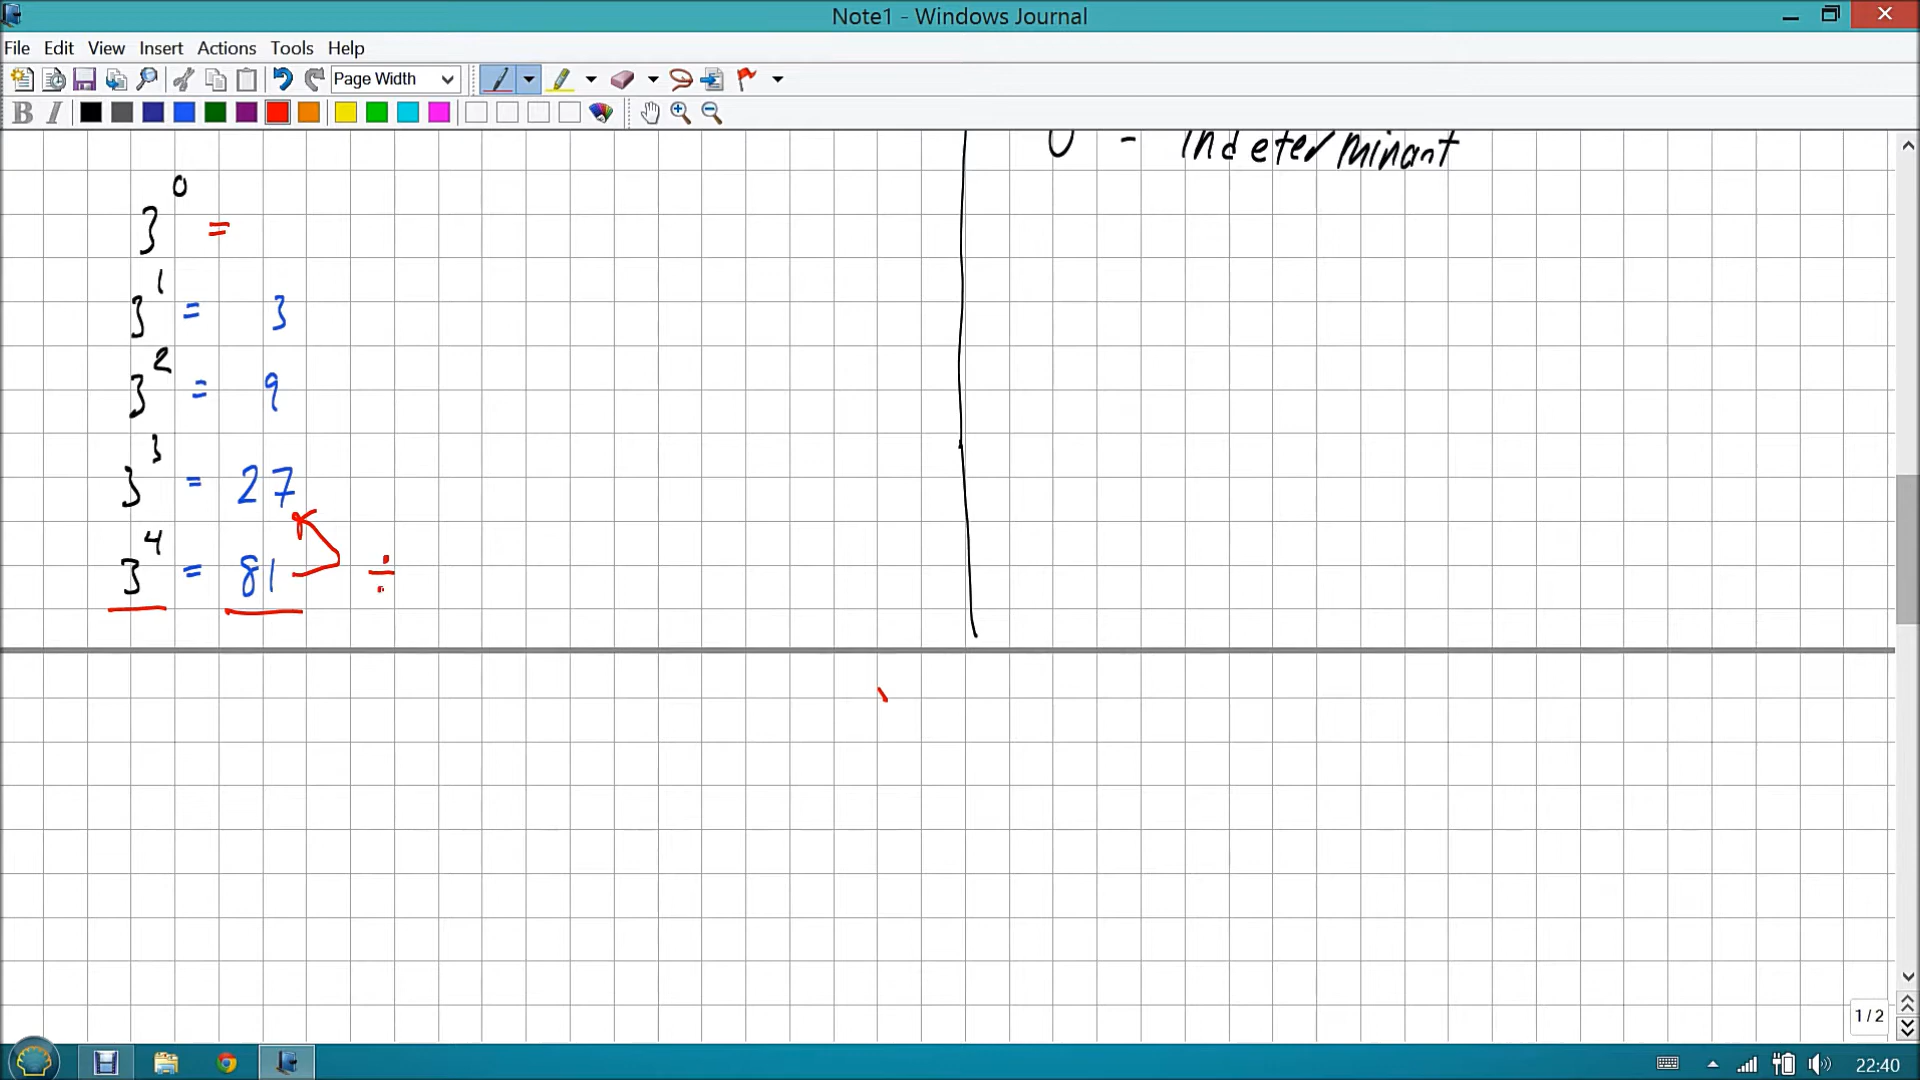 Note1 - Windows Journal
File Edit View Insert Actions Tools Help
Page Width
B I
- Indeterminant
3^0 =
3^1 = 3
3^2 = 9
3^3 = 27
3^4 = 81 ÷
1 / 2
22:40